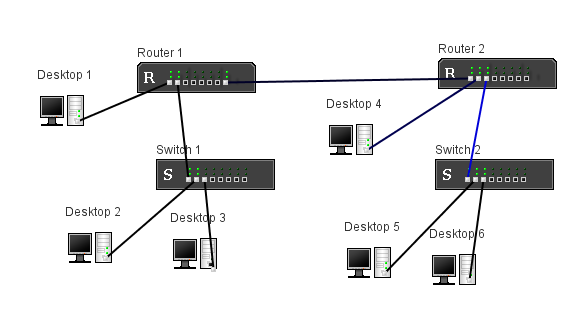 Router 1
Router 2
R
R
Desktop 1
Desktop 4
Switch 1
Switch 2
S
S
Desktop 2
Desktop 3
Desktop 5
Desktop 6